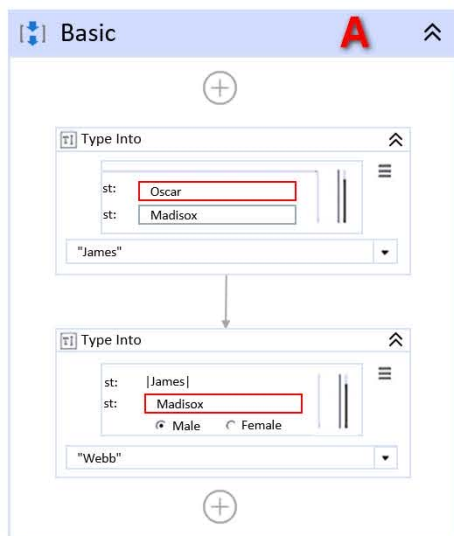 Basic
A
Type Into
st: Oscar
st: Madisox
"James"
Type Into
st: |James|
st: Madisox
Male Female
"Webb"